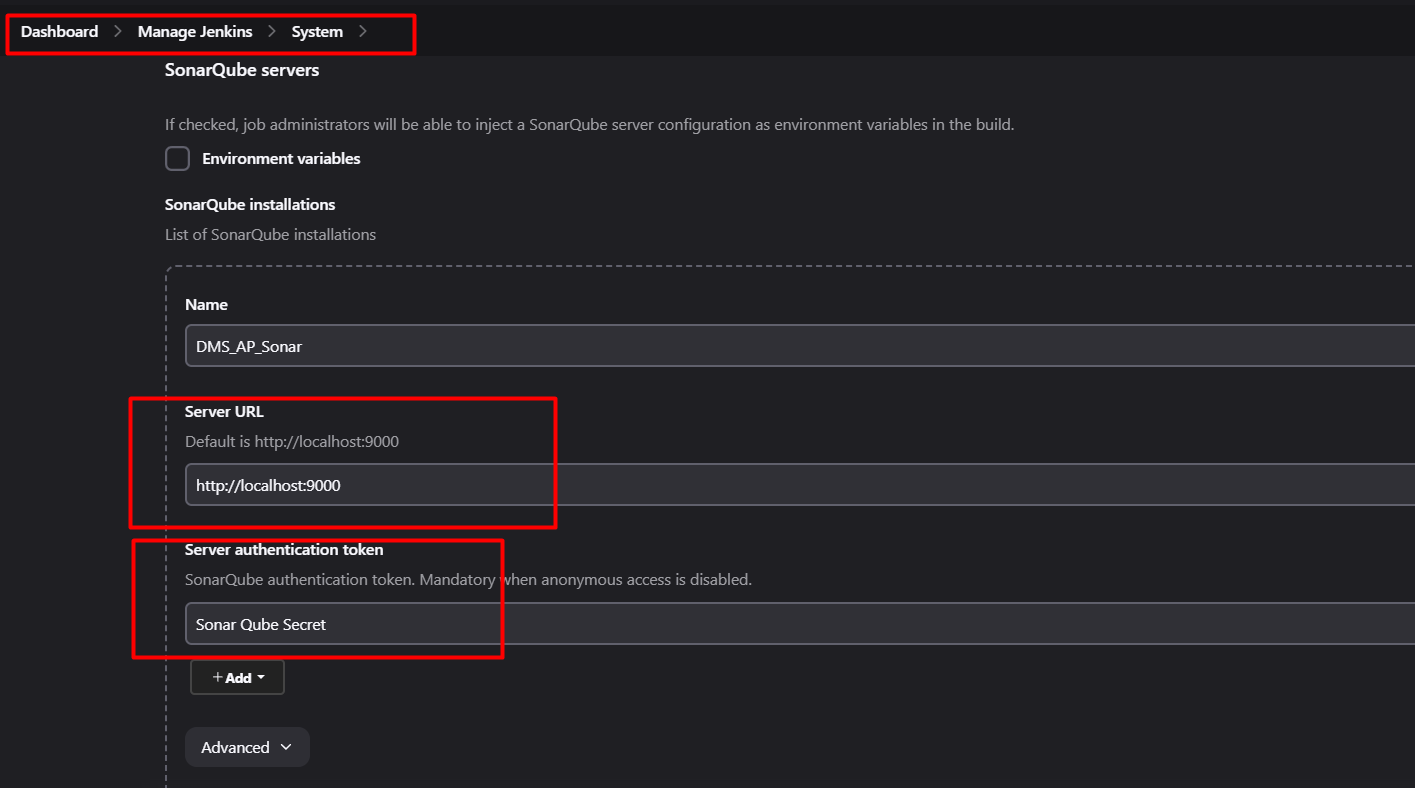 Dashboard > Manage Jenkins > System >
SonarQube servers
If checked, job administrators will be able to inject a SonarQube server configuration as environment variables in the build.
Environment variables
SonarQube installations
List of SonarQube installations
Name
DMS_AP_Sonar
Server URL
Default is http://localhost:9000
http://localhost:9000
Server authentication token
SonarQube authentication token. Mandatory when anonymous access is disabled.
Sonar Qube Secret
+ Add
Advanced